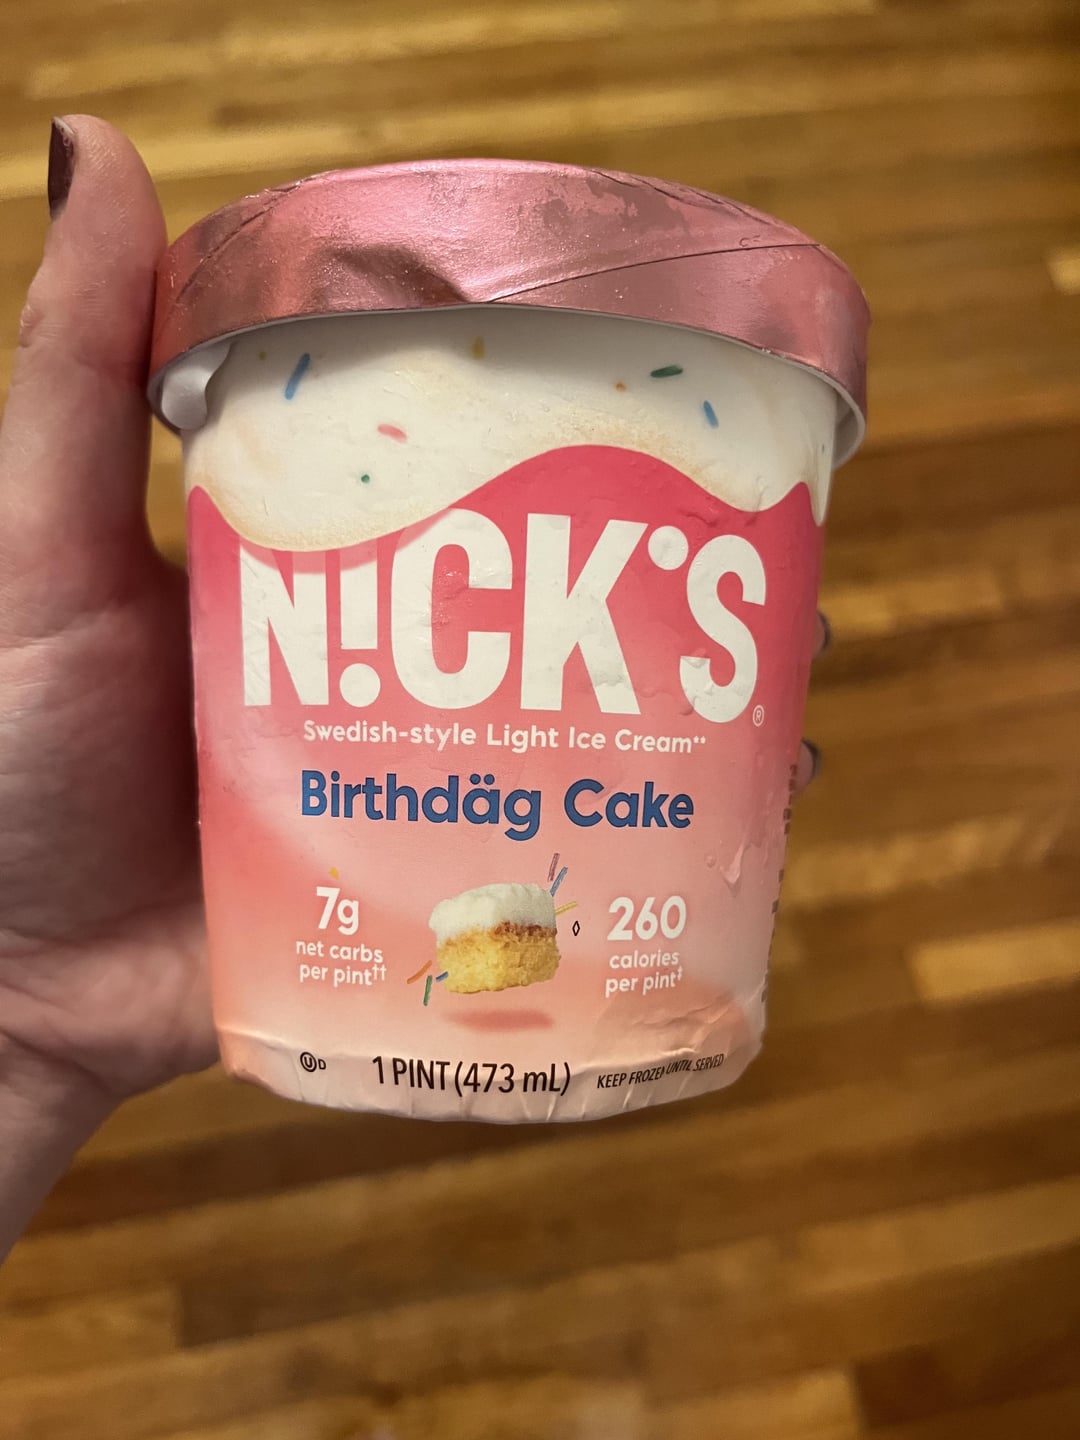 N!CK'S®
Swedish-style Light Ice Cream**
Birthdäg Cake
7g
net carbs
per pint††
260
calories
per pint‡
U D
1 PINT (473 mL)
KEEP FROZEN UNTIL SERVED